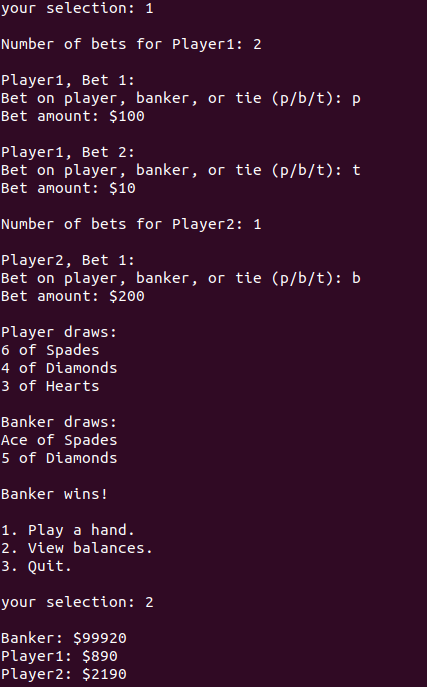 your selection: 1
Number of bets for Player1: 2
Player1, Bet 1:
Bet on player, banker, or tie (p/b/t): p
Bet amount: $100
Player1, Bet 2:
Bet on player, banker, or tie (p/b/t): t
Bet amount: $10
Number of bets for Player2: 1
Player2, Bet 1:
Bet on player, banker, or tie (p/b/t): b
Bet amount: $200
Player draws:
6 of Spades
4 of Diamonds
3 of Hearts
Banker draws:
Ace of Spades
5 of Diamonds
Banker wins!
1. Play a hand.
2. View balances.
3. Quit.
your selection: 2
Banker: $99920
Player1: $890
Player2: $2190